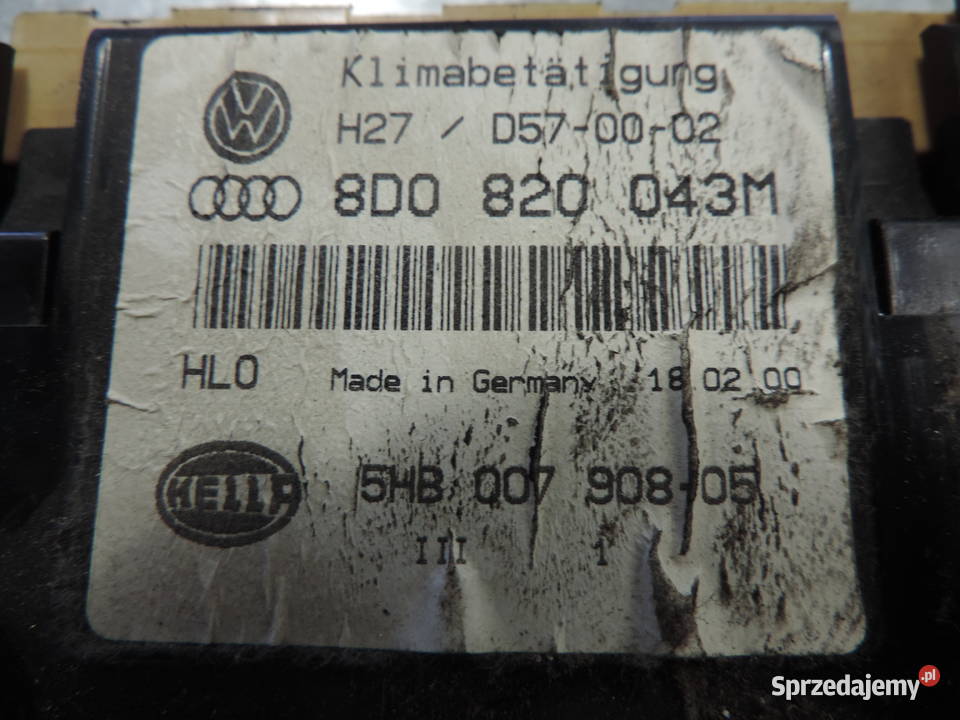 Klimabetätigung
H27 / D57-00-02
8D0 820 043M
HLO Made in Germany 18.02.00
HELLA 5HB 007 908-05
III 1
Sprzedajemy.pl